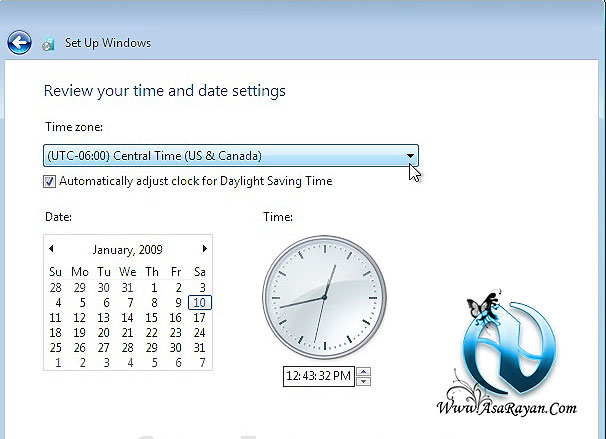 Set Up Windows
Review your time and date settings
Time zone:
(UTC-06:00) Central Time (US & Canada)
Automatically adjust clock for Daylight Saving Time
Date:
Time:
January, 2009
Su Mo Tu We Th Fr Sa
28 29 30 31 1 2 3
4 5 6 7 8 9 10
11 12 13 14 15 16 17
18 19 20 21 22 23 24
25 26 27 28 29 30 31
1 2 3 4 5 6 7
12:43:32 PM
Www.AsaRayan.Com